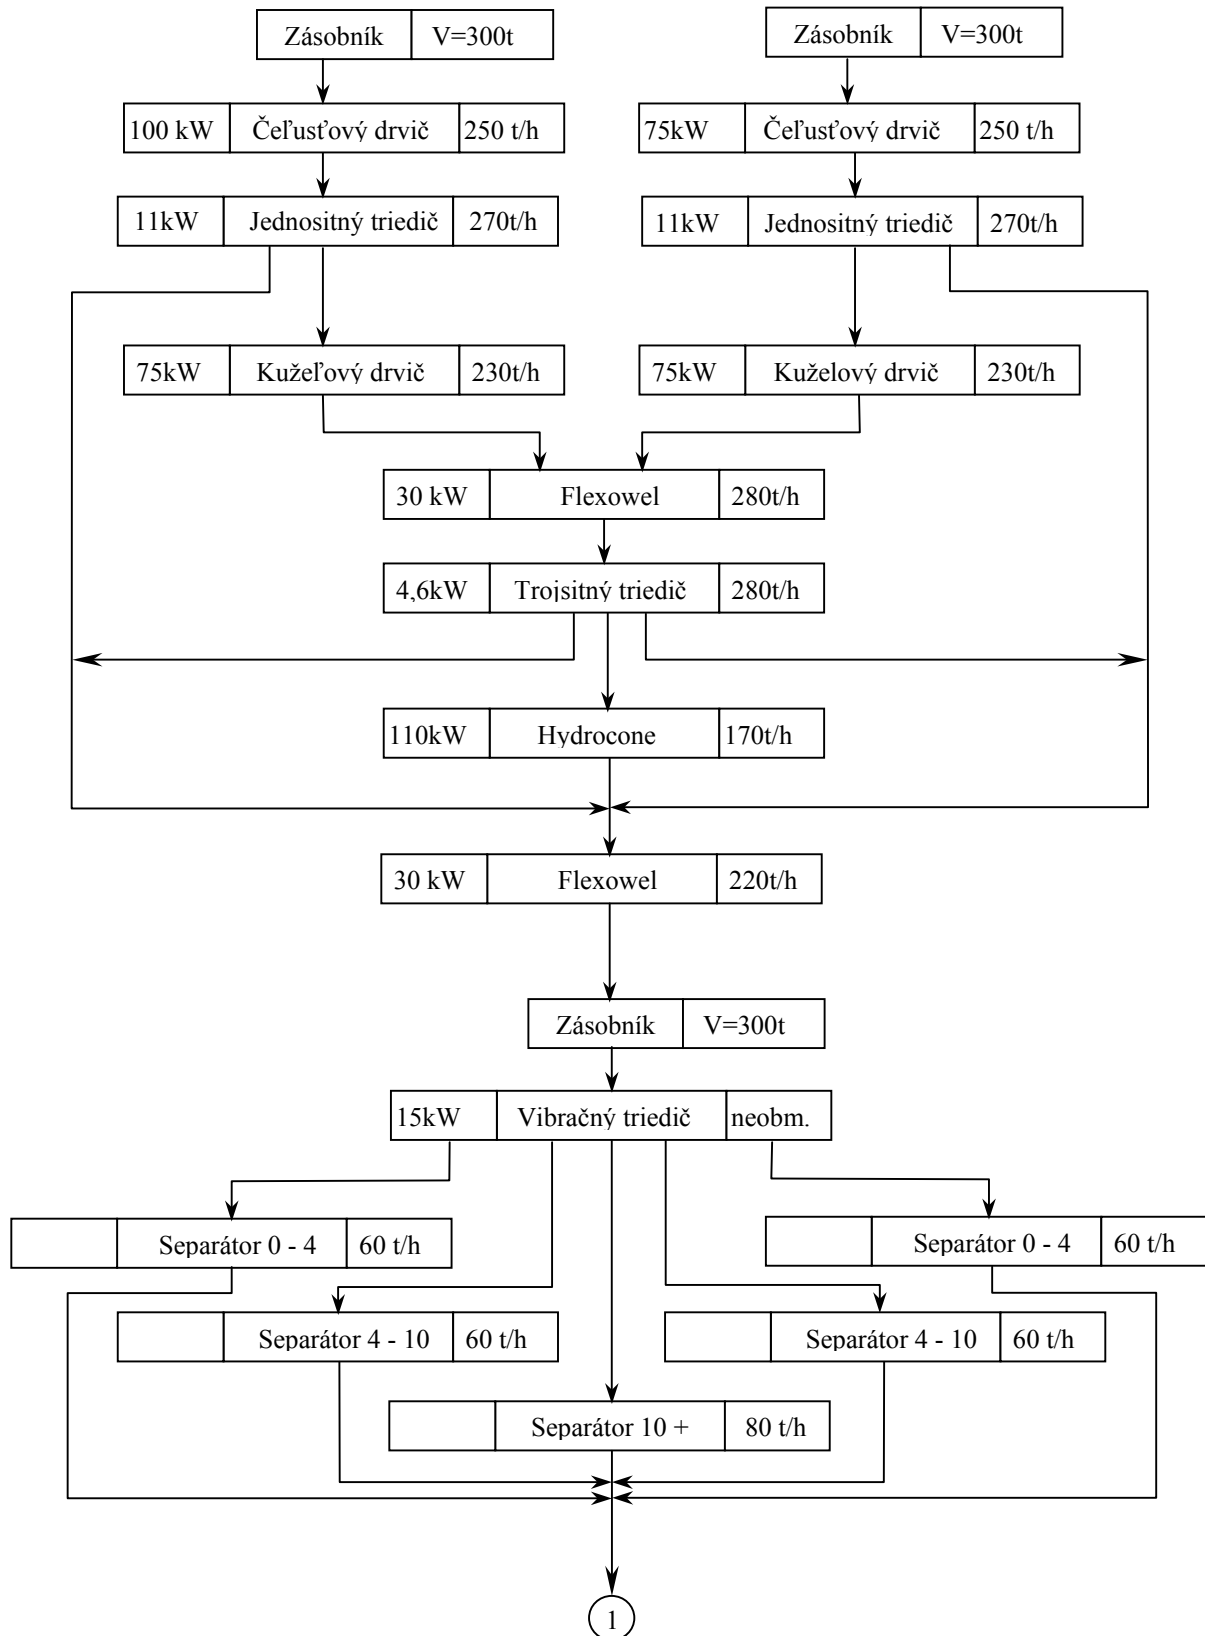 Zásobník V=300t Zásobník V=300t
100 kW Čeľusťový drvič 250 t/h 75kW Čeľusťový drvič 250 t/h
11kW Jednositný triedič 270t/h 11kW Jednositný triedič 270t/h
75kW Kužeľový drvič 230t/h 75kW Kuželový drvič 230t/h
30 kW Flexowel 280t/h
4,6kW Trojsitný triedič 280t/h
110kW Hydrocone 170t/h
30 kW Flexowel 220t/h
Zásobník V=300t
15kW Vibračný triedič neobm.
Separátor 0 - 4 60 t/h Separátor 0 - 4 60 t/h
Separátor 4 - 10 60 t/h Separátor 4 - 10 60 t/h
Separátor 10 + 80 t/h
1